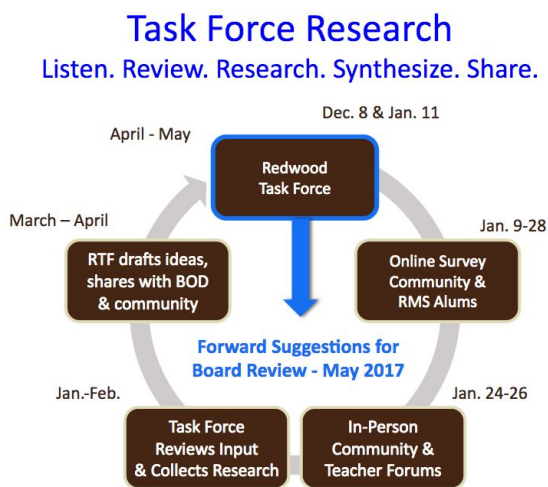 Task Force Research
Listen. Review. Research. Synthesize. Share.
Dec. 8 & Jan. 11
April - May
Redwood
Task Force
March – April
Jan. 9-28
RTF drafts ideas,
shares with BOD
& community
Online Survey
Community &
RMS Alums
Forward Suggestions for
Board Review - May 2017
Jan.-Feb.
Jan. 24-26
Task Force
Reviews Input
& Collects Research
In-Person
Community &
Teacher Forums